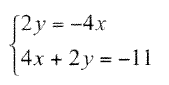 2y = -4x
4x + 2y = -11